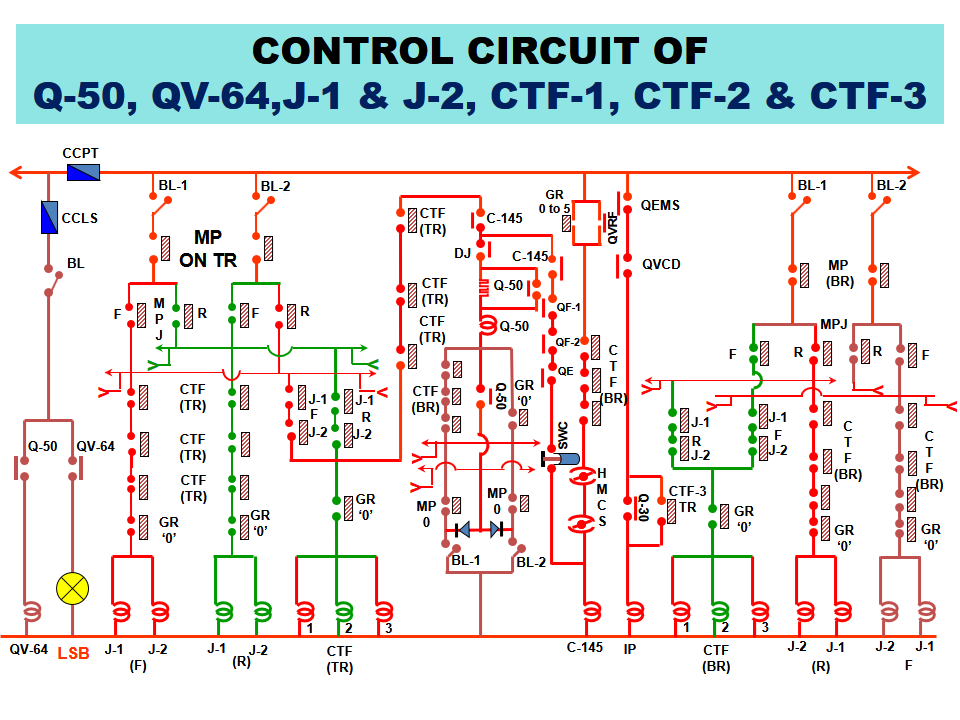 CONTROL CIRCUIT OF
Q-50, QV-64,J-1 & J-2, CTF-1, CTF-2 & CTF-3
CCPT
CCLS
BL
BL-1
BL-2
MP
ON TR
F
M
P
J
R
F
R
CTF
(TR)
CTF
(TR)
CTF
(TR)
C-145
DJ
C-145
Q-50
Q-50
GR
0 to 5
QVRF
QEMS
QVCD
QF-1
QF-2
QE
C
T
F
(BR)
BL-1
BL-2
MP
(BR)
MPJ
F
R
R
F
CTF
(TR)
CTF
(TR)
CTF
(TR)
J-1
F
J-2
J-1
R
J-2
CTF
(BR)
Q-50
GR
‘0’
SWC
H
M
C
S
J-1
R
J-2
J-1
F
J-2
C
T
F
(BR)
C
T
F
(BR)
Q-50
QV-64
GR
‘0’
GR
‘0’
GR
‘0’
MP
0
MP
0
BL-1
BL-2
Q-30
CTF-3
TR
GR
‘0’
GR
‘0’
GR
‘0’
1
2
3
1
2
3
QV-64
LSB
J-1
J-2
(F)
J-1
J-2
(R)
CTF
(TR)
C-145
IP
CTF
(BR)
J-2
J-1
(R)
J-2
J-1
F